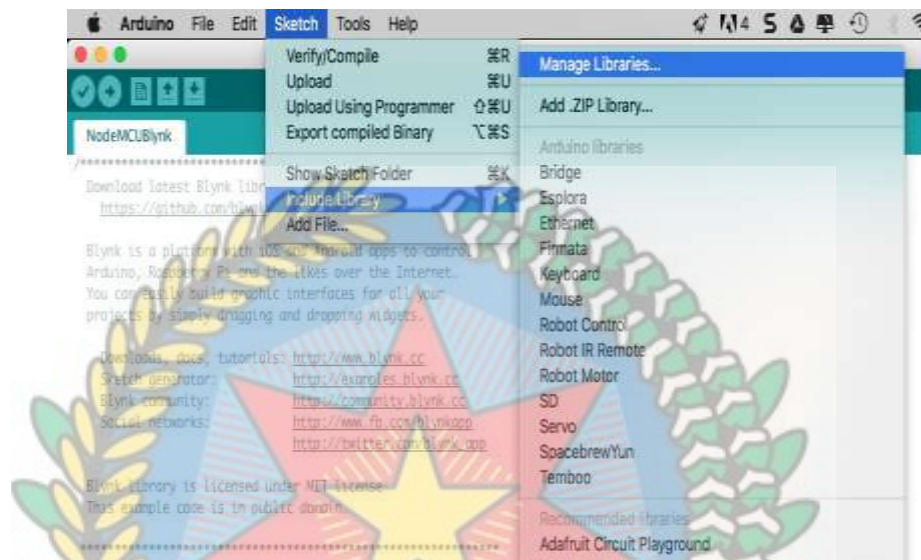 Arduino File Edit Sketch Tools Help
4
Verify/Compile ⌘R
Upload ⌘U
Upload Using Programmer ⇧⌘U
Export compiled Binary ⌥⌘S
Show Sketch Folder ⌘K
Include Library
Add File...
Manage Libraries...
Add .ZIP Library...
Arduino libraries
Bridge
Esplora
Ethernet
Firmata
Keyboard
Mouse
Robot Control
Robot IR Remote
Robot Motor
SD
Servo
SpacebrewYun
Temboo
Recommended libraries
Adafruit Circuit Playground
NodeMCUBlynk
/************************************
Download latest Blynk
https://github.com/
Blynk is a platform with iOS and Android apps to control
Arduino, Raspberry Pi and the likes over the Internet.
You can easily build graphic interfaces for all your
projects by simply dragging and dropping widgets.
Downloads, docs, tutorials: http://www.blynk.cc
Sketch generator: http://examples.blynk.cc
Blynk community: http://community.blynk.cc
Social networks: http://www.fb.com/blynkapp
http://twitter.com/blynk_app
Blynk library is licensed under MIT license
This example code is in public domain.